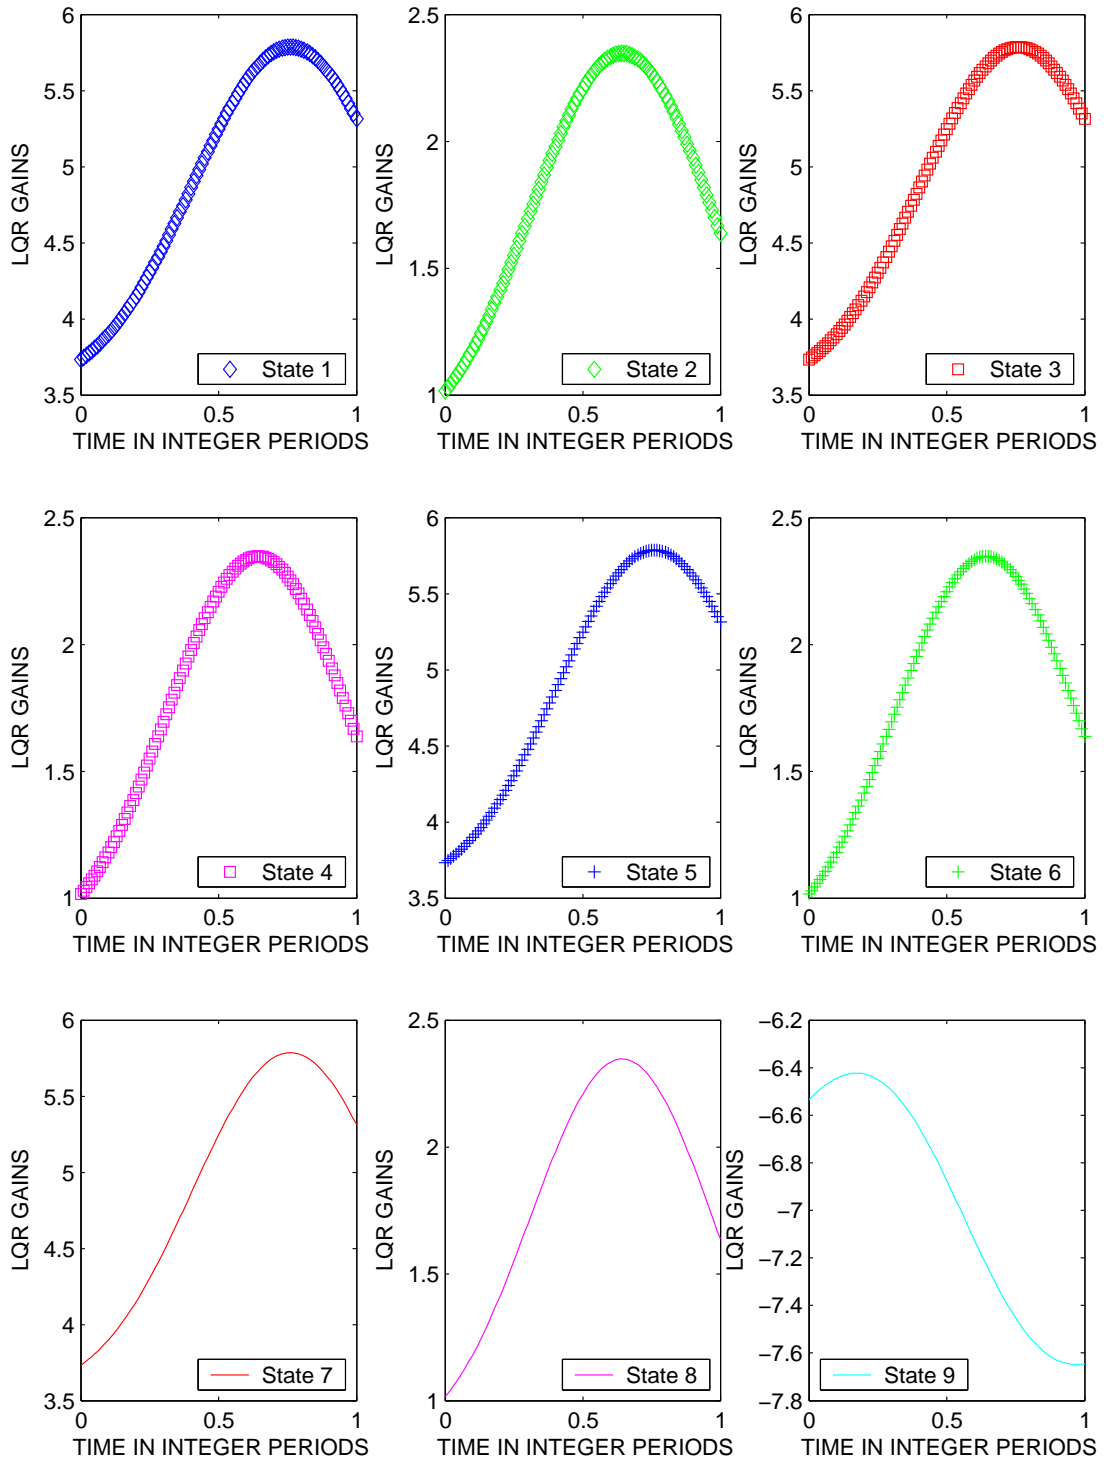 6
5.5
5
4.5
4
3.5
0
0.5
1
LQR GAINS
TIME IN INTEGER PERIODS
State 1
2.5
2
1.5
1
0
0.5
1
LQR GAINS
TIME IN INTEGER PERIODS
State 2
6
5.5
5
4.5
4
3.5
0
0.5
1
LQR GAINS
TIME IN INTEGER PERIODS
State 3
2.5
2
1.5
1
0
0.5
1
LQR GAINS
TIME IN INTEGER PERIODS
State 4
6
5.5
5
4.5
4
3.5
0
0.5
1
LQR GAINS
TIME IN INTEGER PERIODS
State 5
2.5
2
1.5
1
0
0.5
1
LQR GAINS
TIME IN INTEGER PERIODS
State 6
6
5.5
5
4.5
4
3.5
0
0.5
1
LQR GAINS
TIME IN INTEGER PERIODS
State 7
2.5
2
1.5
1
0
0.5
1
LQR GAINS
TIME IN INTEGER PERIODS
State 8
−6.2
−6.4
−6.6
−6.8
−7
−7.2
−7.4
−7.6
−7.8
0
0.5
1
LQR GAINS
TIME IN INTEGER PERIODS
State 9